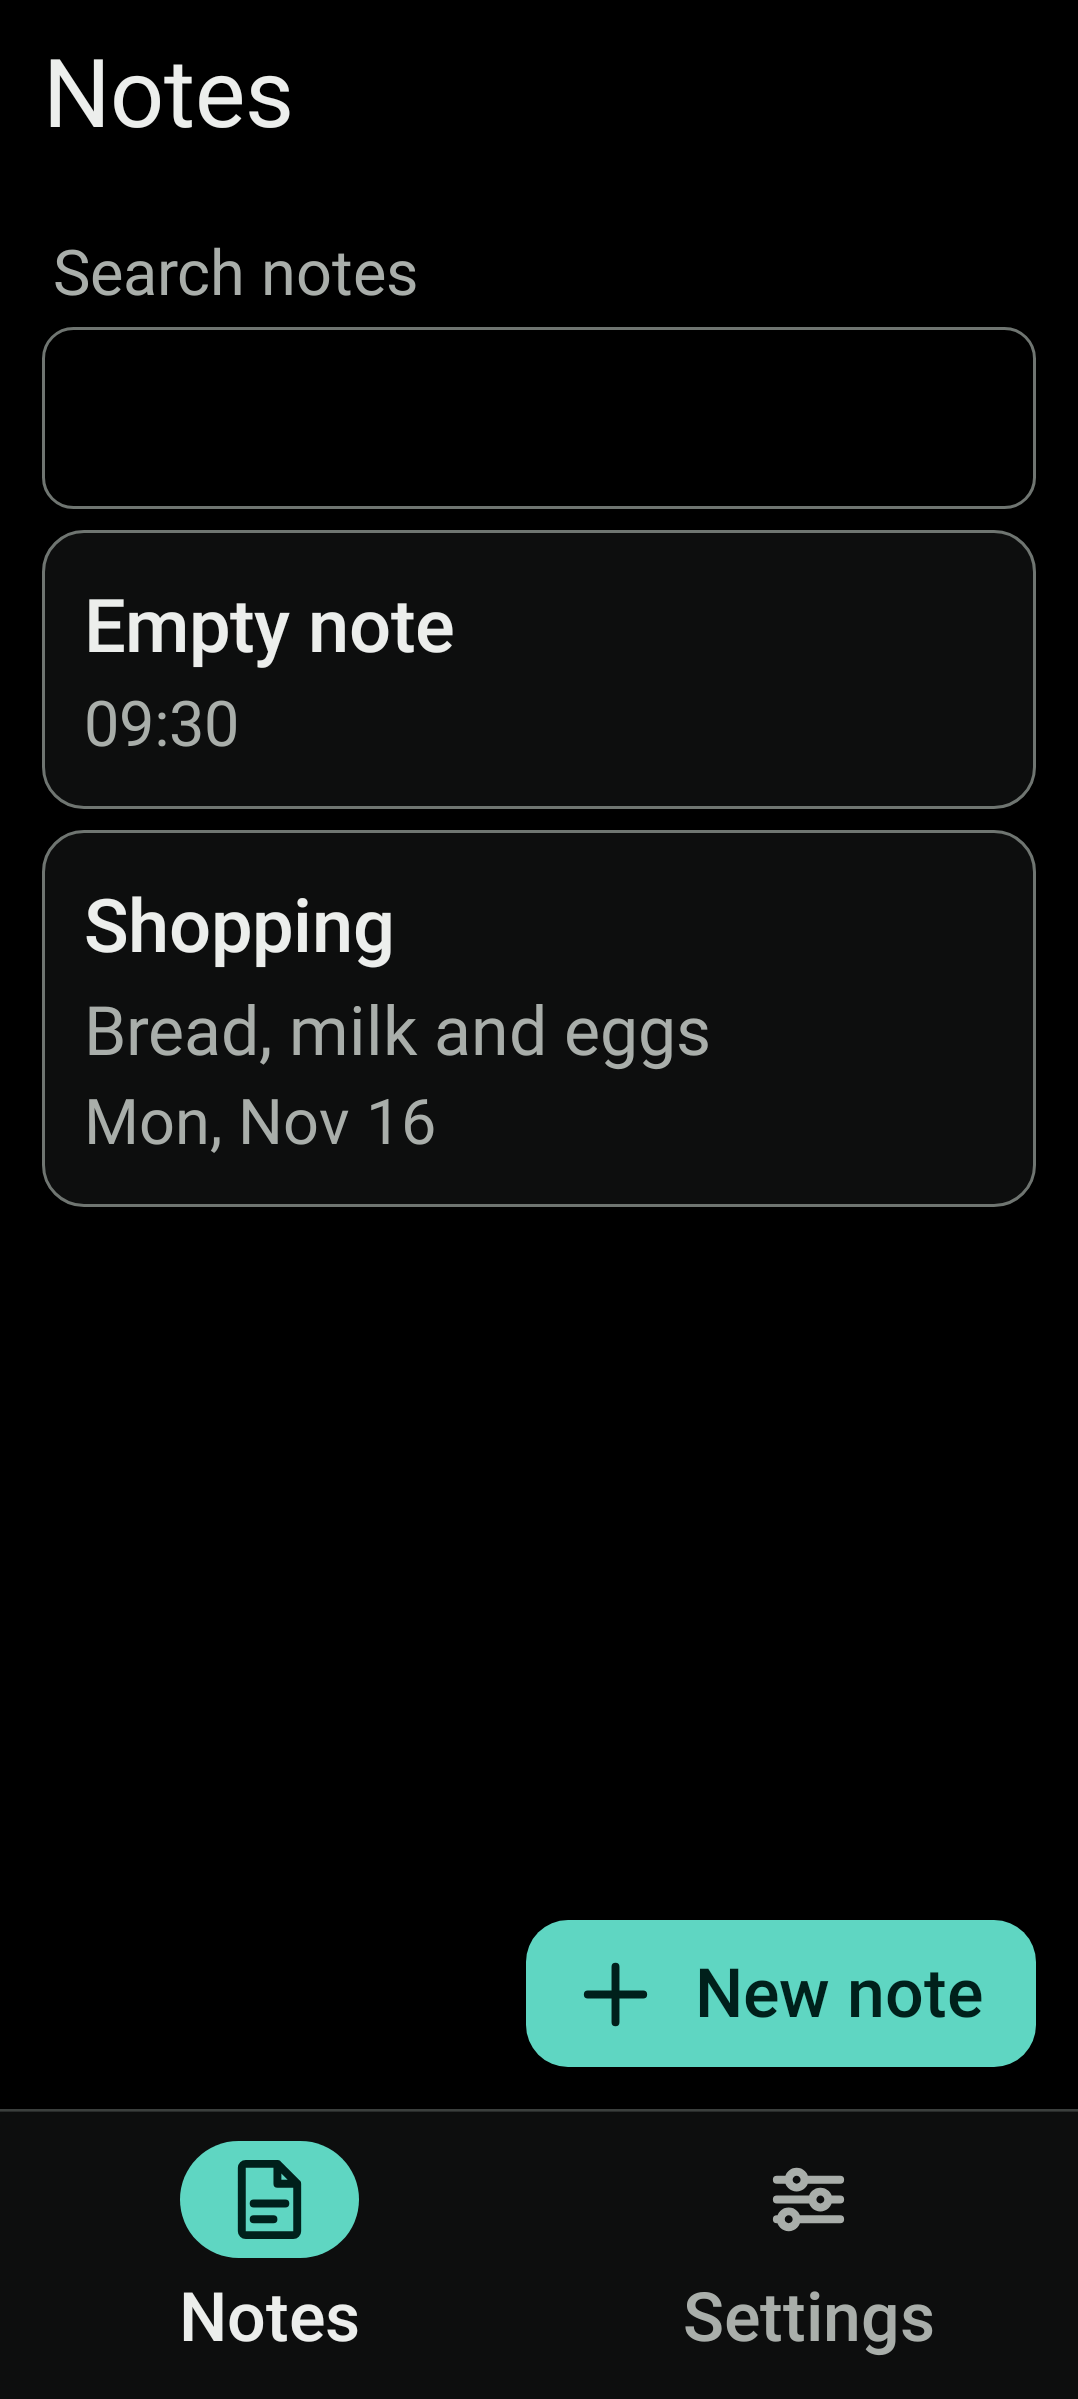 Notes
Search notes
Empty note
09:30
Shopping
Bread, milk and eggs
Mon, Nov 16
New note
Notes
Settings